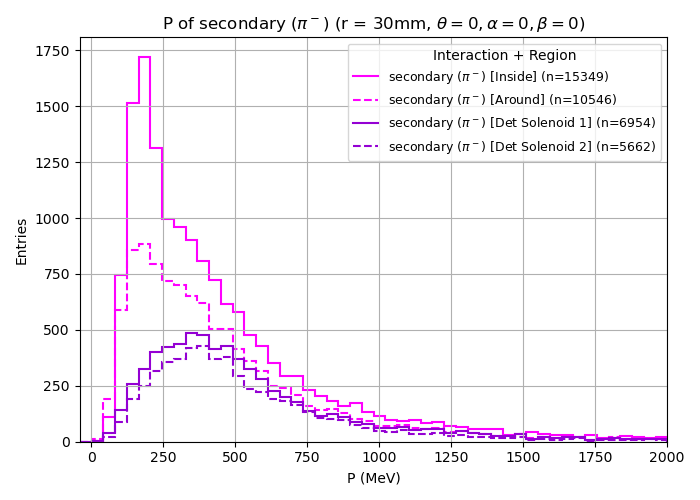 P of secondary (π⁻) (r = 30mm, θ = 0, α = 0, β = 0)
Interaction + Region
secondary (π⁻) [Inside] (n=15349)
secondary (π⁻) [Around] (n=10546)
secondary (π⁻) [Det Solenoid 1] (n=6954)
secondary (π⁻) [Det Solenoid 2] (n=5662)
Entries
1750
1500
1250
1000
750
500
250
0
0 250 500 750 1000 1250 1500 1750 2000
P (MeV)